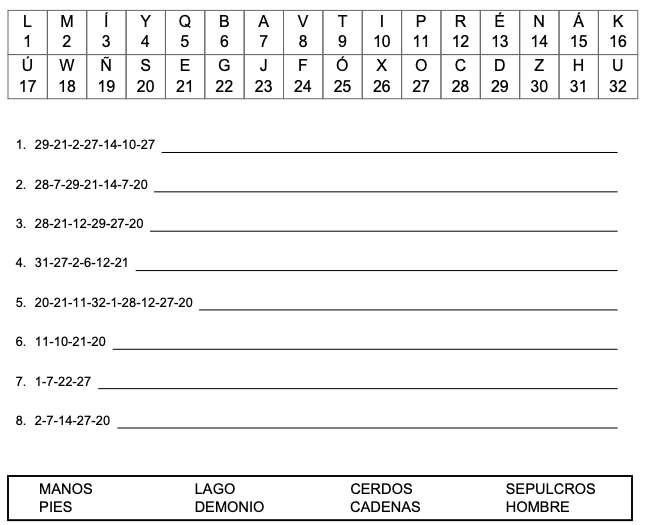 L M Í Y Q B A V T I P R É N Á K
1 2 3 4 5 6 7 8 9 10 11 12 13 14 15 16
Ú W Ñ S E G J F Ó X O C D Z H U
17 18 19 20 21 22 23 24 25 26 27 28 29 30 31 32
1. 29-21-2-27-14-10-27
2. 28-7-29-21-14-7-20
3. 28-21-12-29-27-20
4. 31-27-2-6-12-21
5. 20-21-11-32-1-28-12-27-20
6. 11-10-21-20
7. 1-7-22-27
8. 2-7-14-27-20
MANOS LAGO CERDOS SEPULCROS
PIES DEMONIO CADENAS HOMBRE